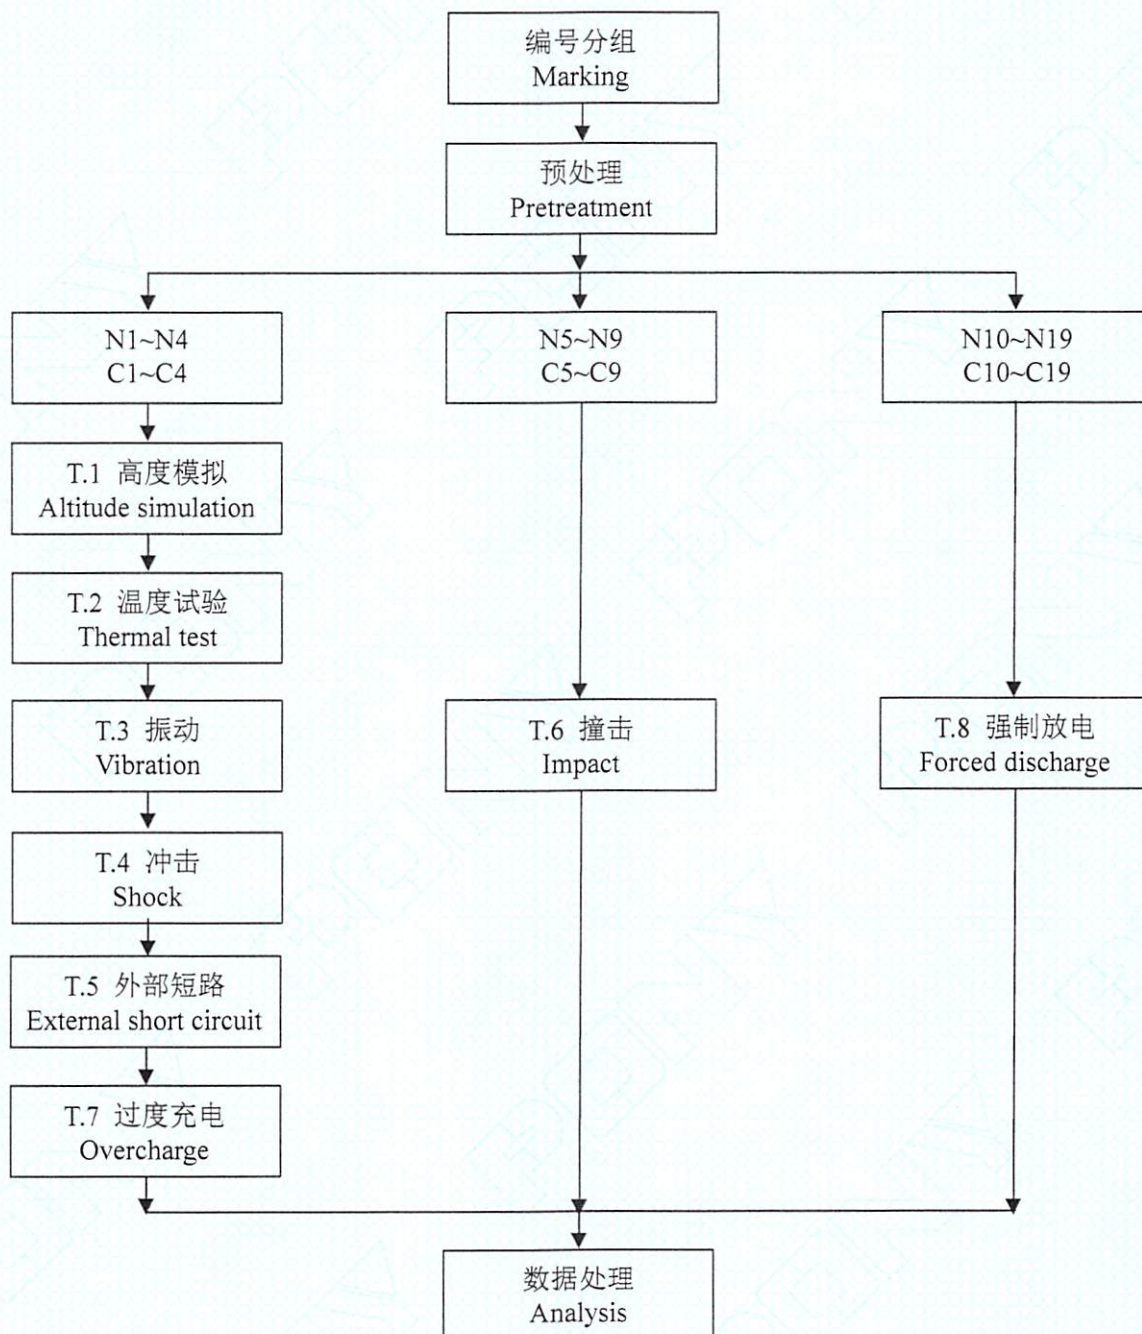 编号分组
Marking
预处理
Pretreatment
N1~N4
C1~C4
N5~N9
C5~C9
N10~N19
C10~C19
T.1 高度模拟
Altitude simulation
T.2 温度试验
Thermal test
T.3 振动
Vibration
T.6 撞击
Impact
T.8 强制放电
Forced discharge
T.4 冲击
Shock
T.5 外部短路
External short circuit
T.7 过度充电
Overcharge
数据处理
Analysis